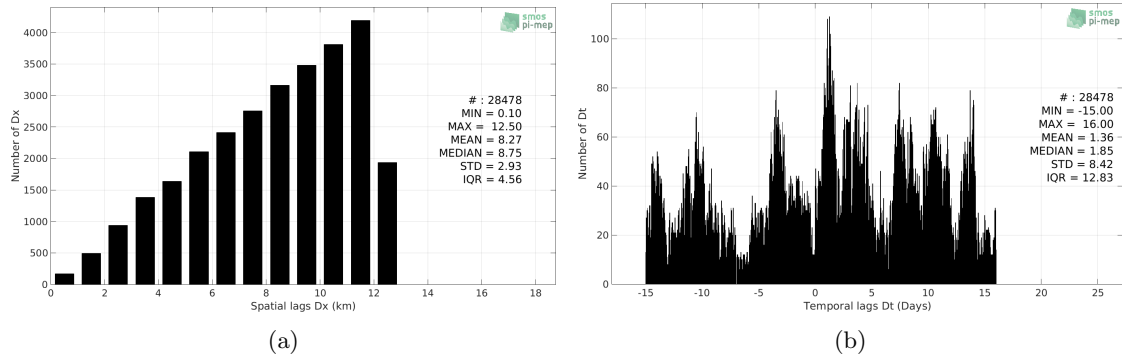 smos
pi-mep
4000
3500
3000
2500
2000
1500
1000
500
0
Number of Dx
# : 28478
MIN = 0.10
MAX = 12.50
MEAN = 8.27
MEDIAN = 8.75
STD = 2.93
IQR = 4.56
0 2 4 6 8 10 12 14 16 18
Spatial lags Dx (km)
(a)
smos
pi-mep
100
80
60
40
20
0
Number of Dt
# : 28478
MIN = -15.00
MAX = 16.00
MEAN = 1.36
MEDIAN = 1.85
STD = 8.42
IQR = 12.83
-15 -10 -5 0 5 10 15 20 25
Temporal lags Dt (Days)
(b)